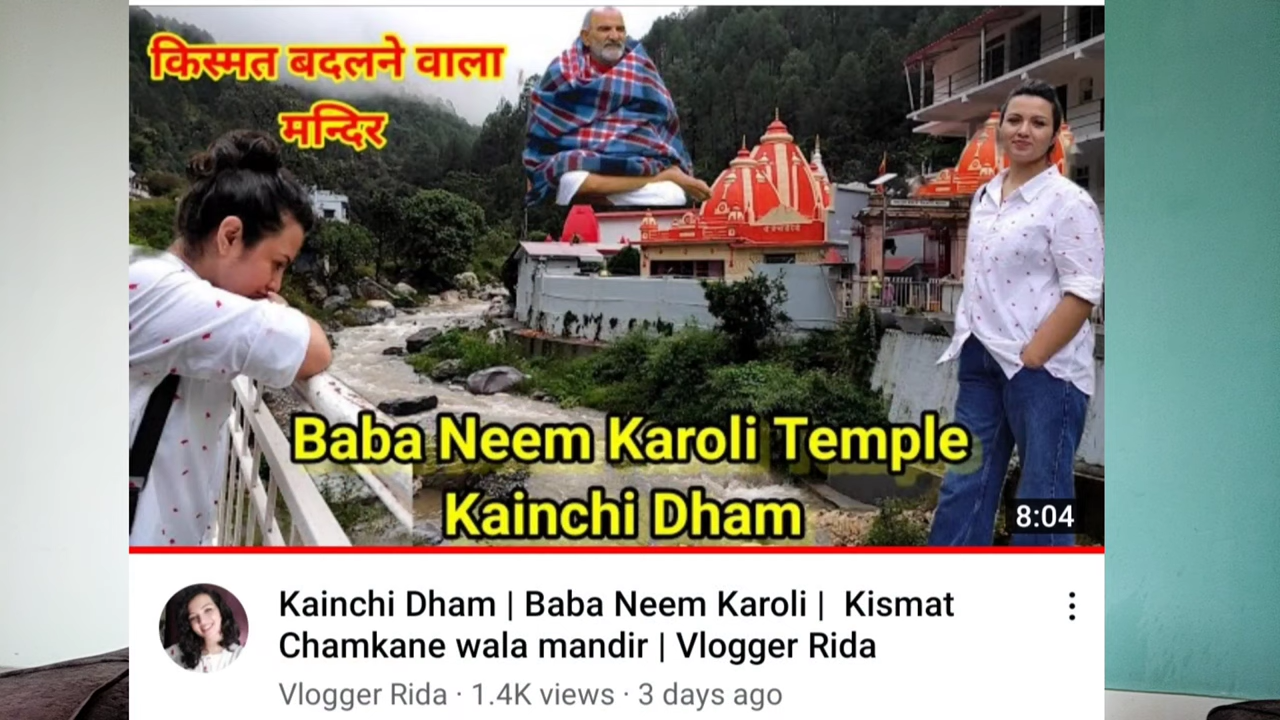 किस्मत बदलने वाला
मन्दिर
Baba Neem Karoli Temple
Kainchi Dham
8:04
Kainchi Dham | Baba Neem Karoli | Kismat
Chamkane wala mandir | Vlogger Rida
Vlogger Rida · 1.4K views · 3 days ago